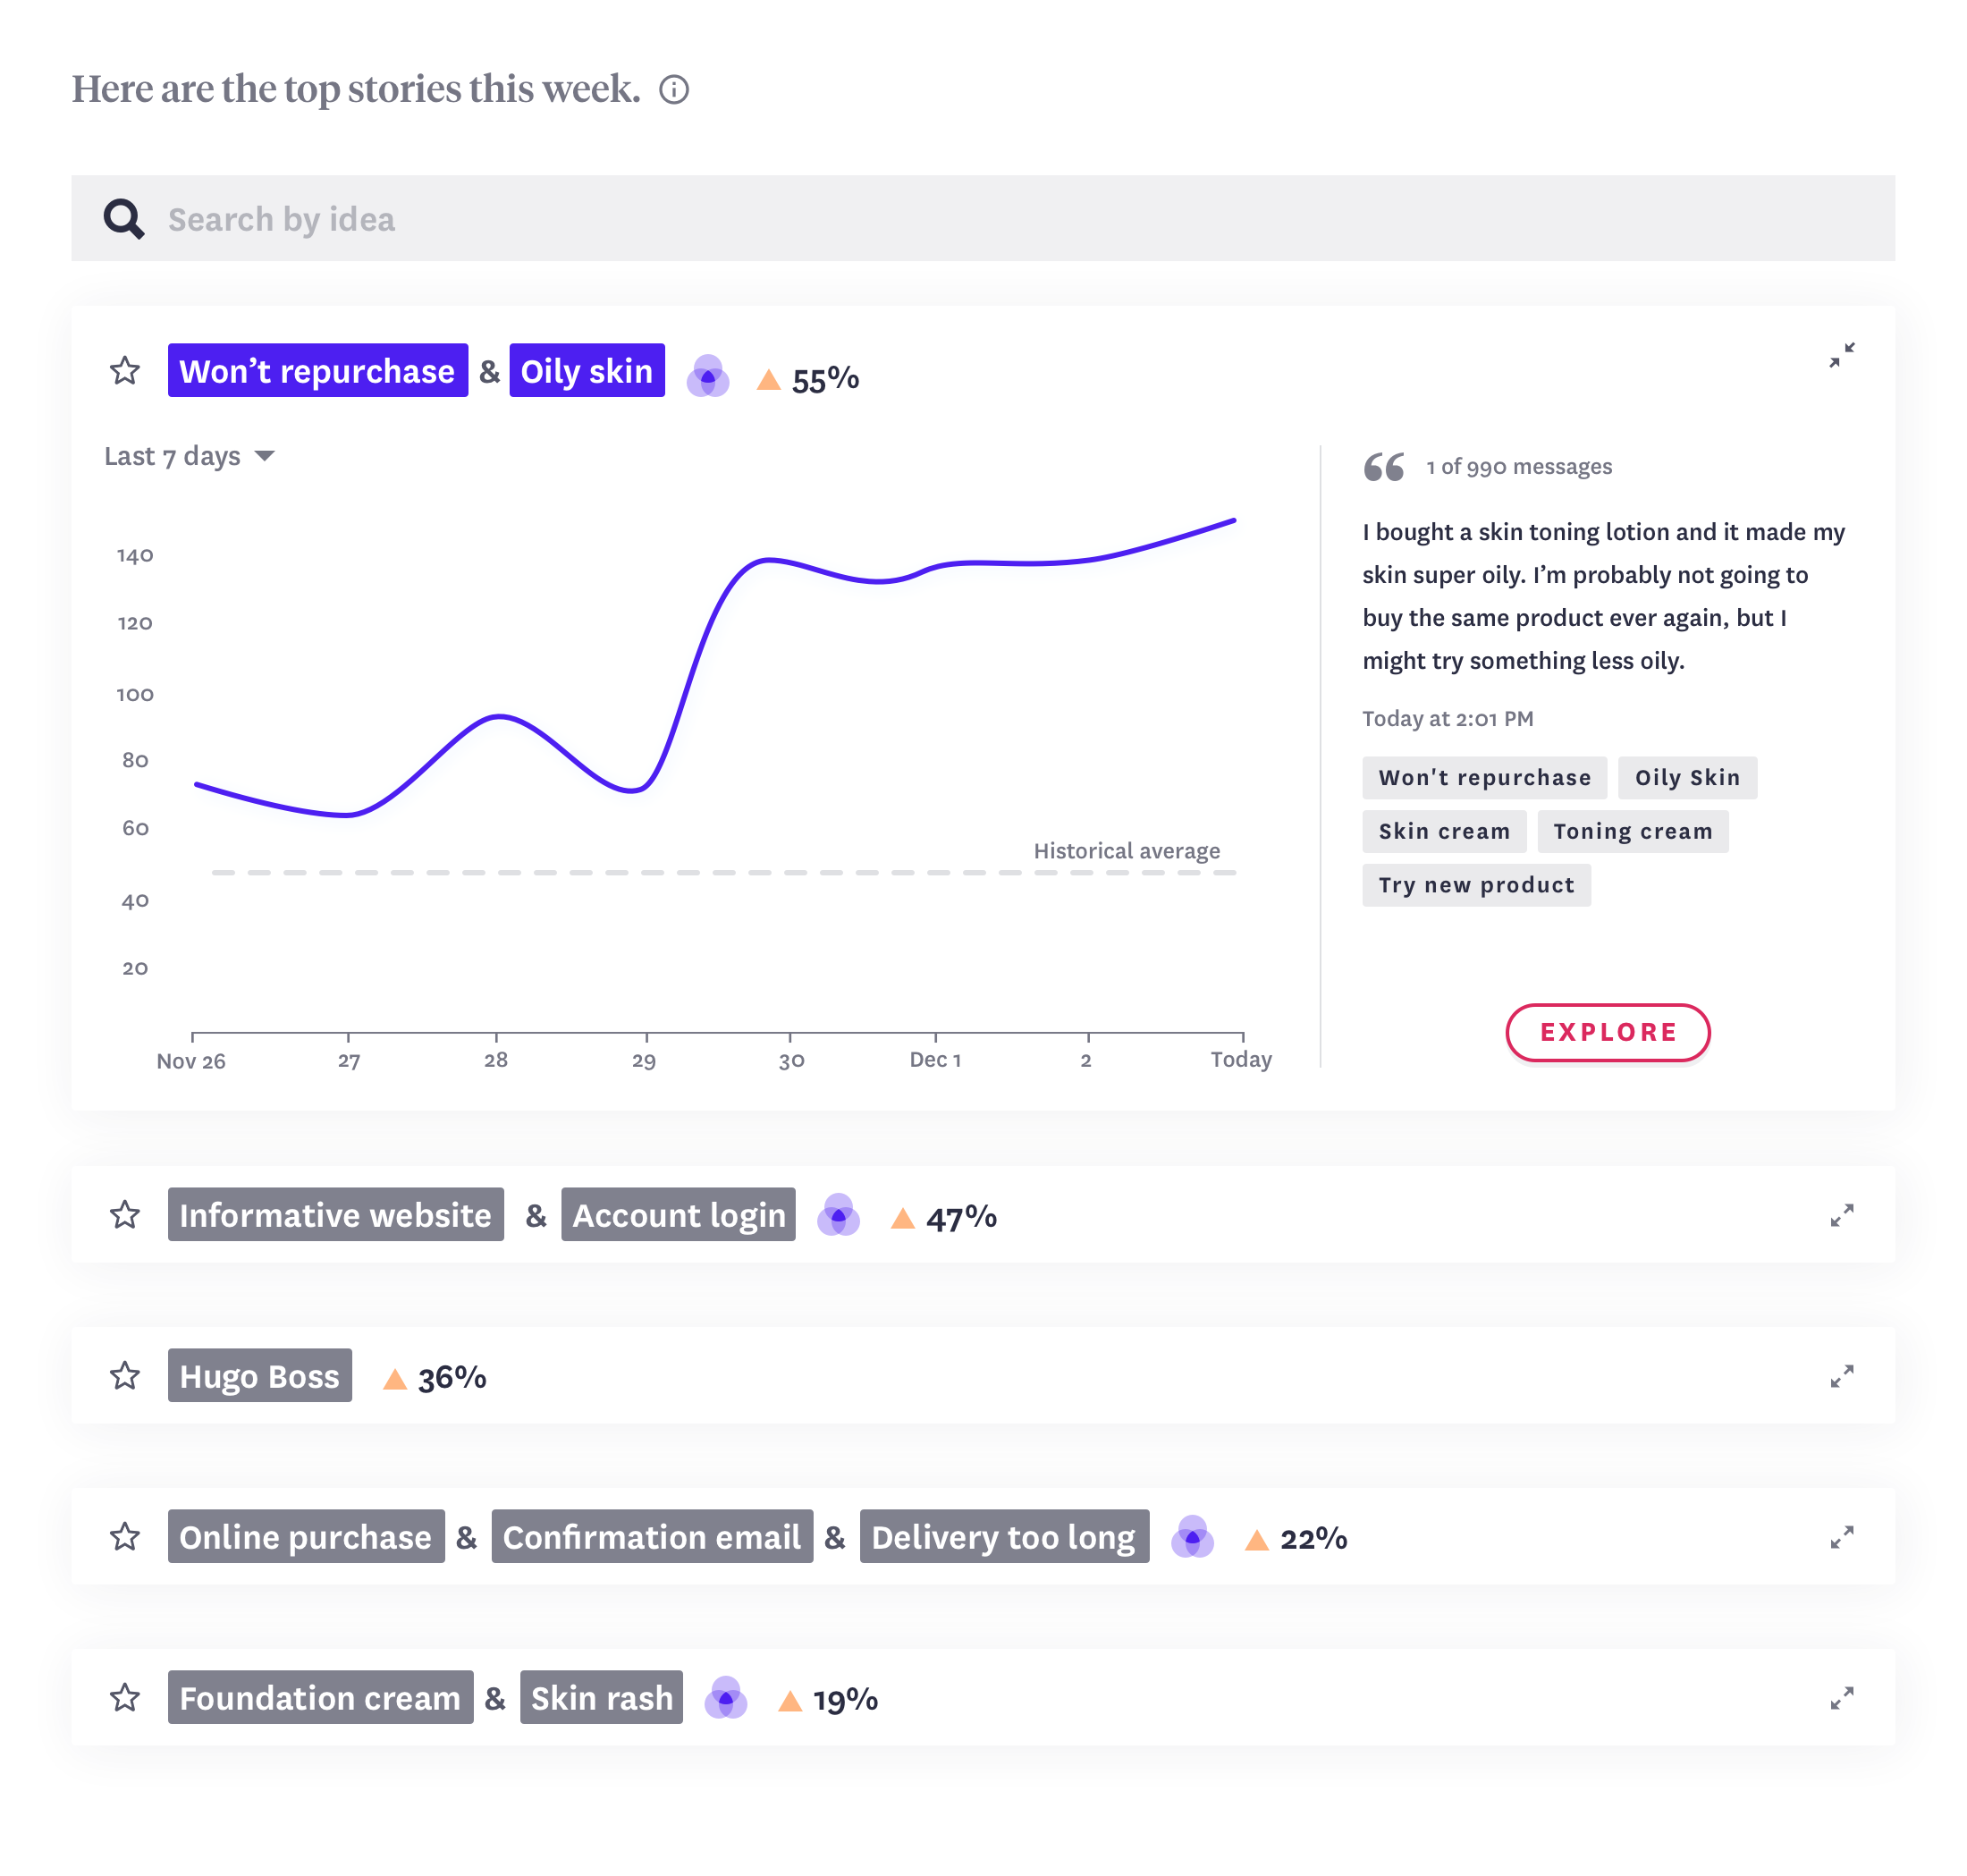 Here are the top stories this week.
Search by idea
Won’t repurchase & Oily skin 55%
Last 7 days
140
120
100
80
60
40
20
Historical average
Nov 26 27 28 29 30 Dec 1 2 Today
1 of 990 messages
I bought a skin toning lotion and it made my
skin super oily. I’m probably not going to
buy the same product ever again, but I
might try something less oily.
Today at 2:01 PM
Won't repurchase Oily Skin
Skin cream Toning cream
Try new product
EXPLORE
Informative website & Account login 47%
Hugo Boss 36%
Online purchase & Confirmation email & Delivery too long 22%
Foundation cream & Skin rash 19%